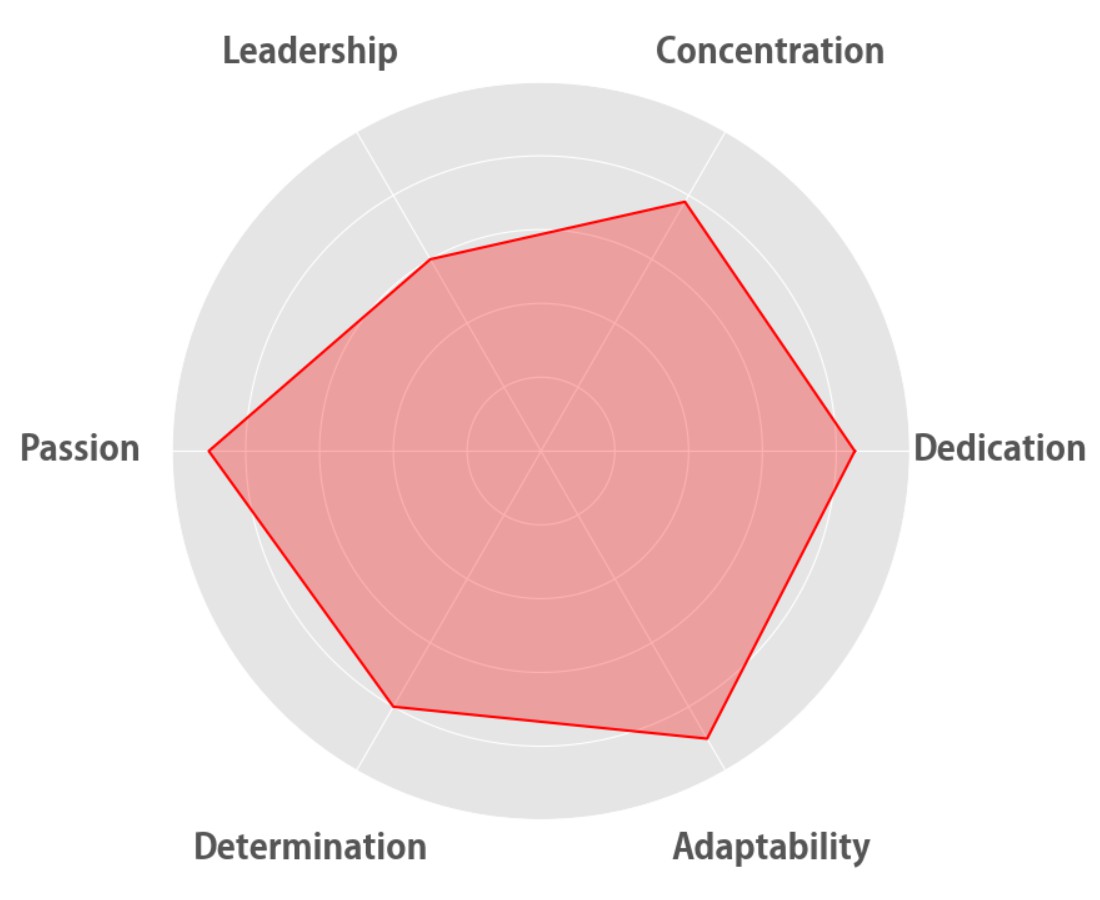 Leadership
Concentration
Passion
Dedication
Determination
Adaptability